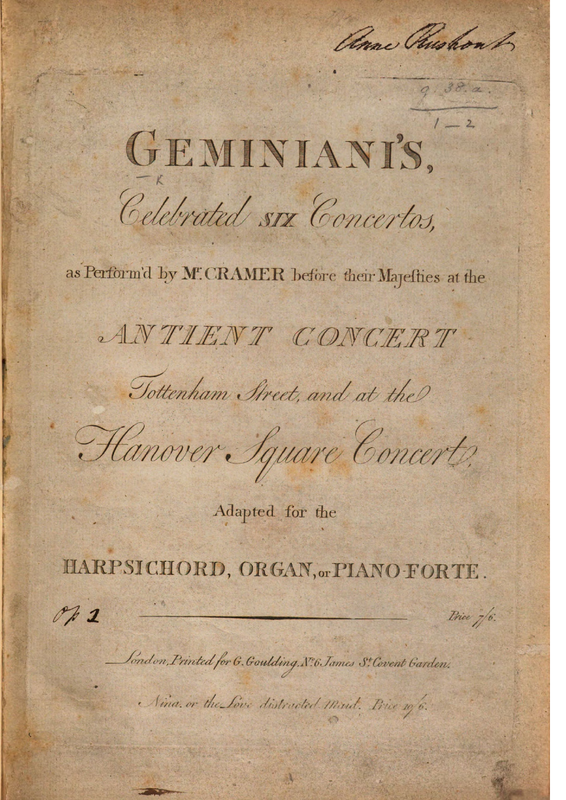 Anne Rushout
q. 38. a.
1 – 2
GEMINIANI'S,
Celebrated SIX Concertos,
as Perform'd by Mr. CRAMER before their Majeſties at the
ANTIENT CONCERT
Tottenham Street, and at the
Hanover Square Concert.
Adapted for the
HARPSICHORD, ORGAN, or PIANO FORTE.
Op 1
Price 7/6.
London, Printed for G. Goulding. No. 6. James St. Covent Garden.
Nina, or the Love distracted Maid. Price 10/6.